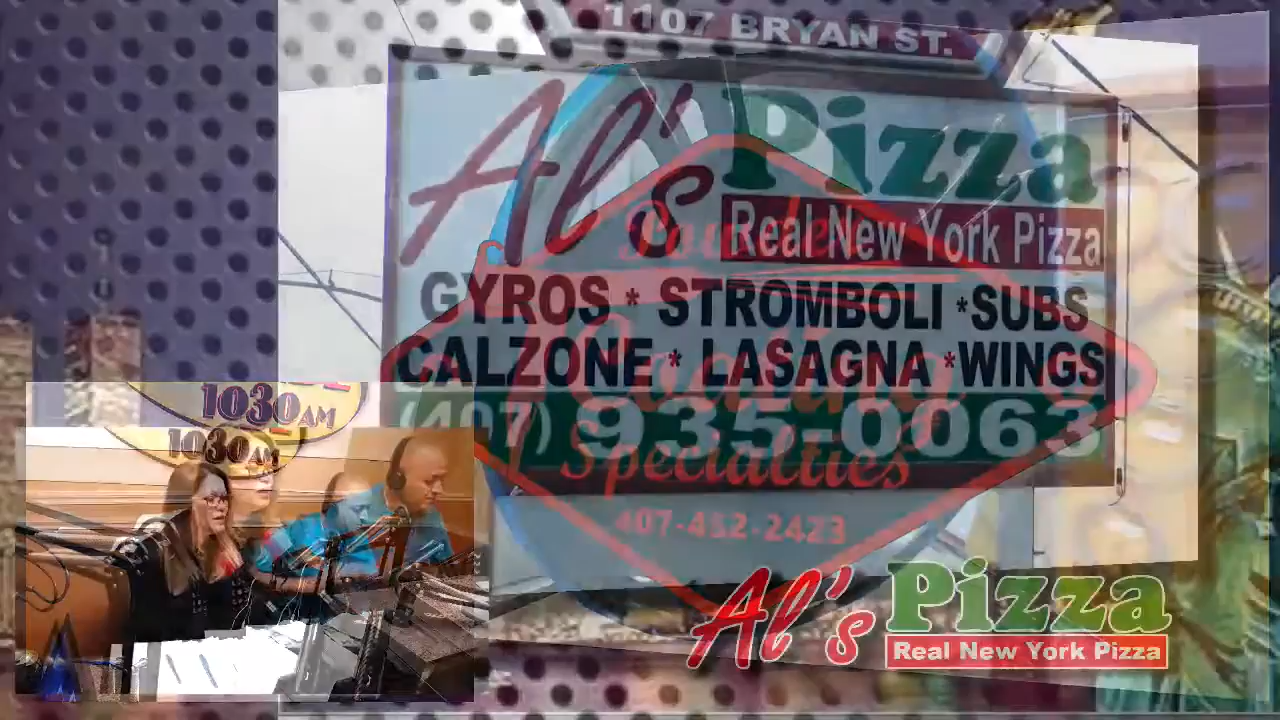 1107 BRYAN ST.
Al's Pizza
Real New York Pizza
GYROS * STROMBOLI * SUBS
CALZONE * LASAGNA * WINGS
(407) 935-0063
Roofing
Specialties
407-452-2423
1030 AM
1030 AM
Al's Pizza
Real New York Pizza